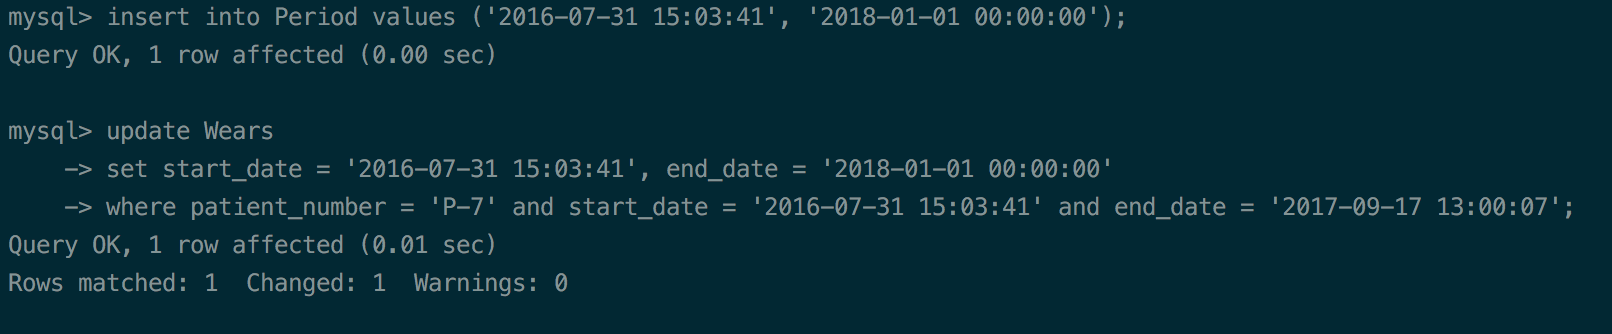 mysql> insert into Period values ('2016-07-31 15:03:41', '2018-01-01 00:00:00');
Query OK, 1 row affected (0.00 sec)
mysql> update Wears
-> set start_date = '2016-07-31 15:03:41', end_date = '2018-01-01 00:00:00'
-> where patient_number = 'P-7' and start_date = '2016-07-31 15:03:41' and end_date = '2017-09-17 13:00:07';
Query OK, 1 row affected (0.01 sec)
Rows matched: 1  Changed: 1  Warnings: 0